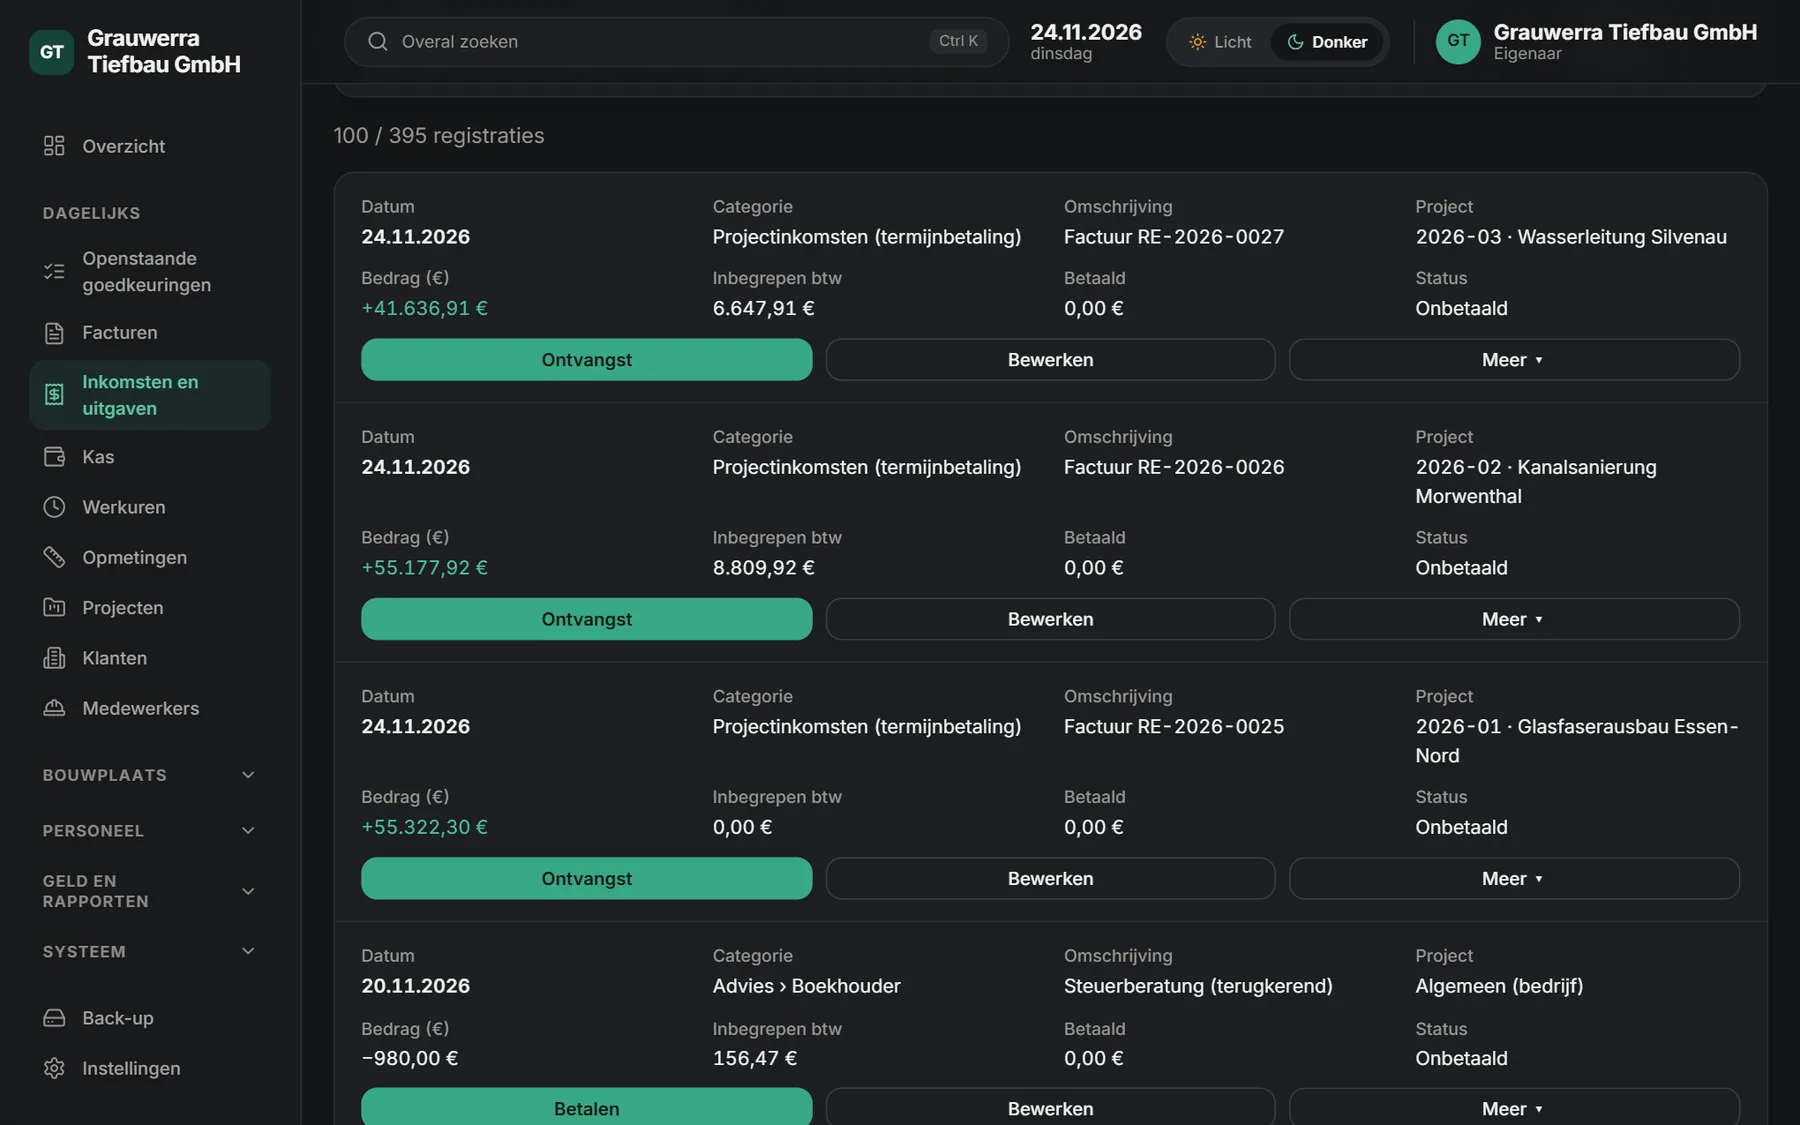 GT
Grauwerra
Tiefbau GmbH
Overal zoeken
Ctrl K
24.11.2026
dinsdag
Licht
Donker
GT
Grauwerra Tiefbau GmbH
Eigenaar
Overzicht
DAGELIJKS
Openstaande
goedkeuringen
Facturen
Inkomsten en
uitgaven
Kas
Werkuren
Opmetingen
Projecten
Klanten
Medewerkers
BOUWPLAATS
PERSONEEL
GELD EN
RAPPORTEN
SYSTEEM
Back-up
Instellingen
100 / 395 registraties
Datum
24.11.2026
Categorie
Projectinkomsten (termijnbetaling)
Omschrijving
Factuur RE-2026-0027
Project
2026-03 · Wasserleitung Silvenau
Bedrag (€)
+41.636,91 €
Inbegrepen btw
6.647,91 €
Betaald
0,00 €
Status
Onbetaald
Ontvangst
Bewerken
Meer ▾
Datum
24.11.2026
Categorie
Projectinkomsten (termijnbetaling)
Omschrijving
Factuur RE-2026-0026
Project
2026-02 · Kanalsanierung
Morwenthal
Bedrag (€)
+55.177,92 €
Inbegrepen btw
8.809,92 €
Betaald
0,00 €
Status
Onbetaald
Ontvangst
Bewerken
Meer ▾
Datum
24.11.2026
Categorie
Projectinkomsten (termijnbetaling)
Omschrijving
Factuur RE-2026-0025
Project
2026-01 · Glasfaserausbau Essen-
Nord
Bedrag (€)
+55.322,30 €
Inbegrepen btw
0,00 €
Betaald
0,00 €
Status
Onbetaald
Ontvangst
Bewerken
Meer ▾
Datum
20.11.2026
Categorie
Advies › Boekhouder
Omschrijving
Steuerberatung (terugkerend)
Project
Algemeen (bedrijf)
Bedrag (€)
−980,00 €
Inbegrepen btw
156,47 €
Betaald
0,00 €
Status
Onbetaald
Betalen
Bewerken
Meer ▾